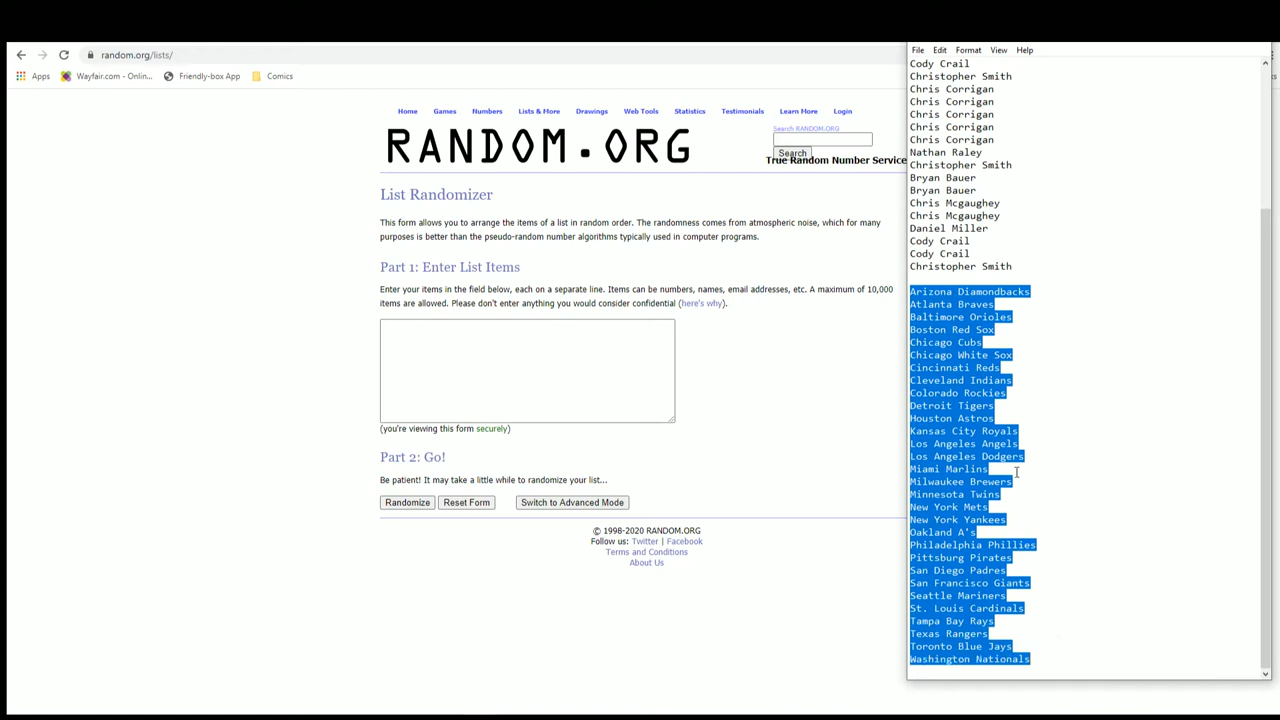 random.org/lists/
Apps Wayfair.com - Onlin... Friendly-box App Comics
Home Games Numbers Lists & More Drawings Web Tools Statistics Testimonials Learn More Login
Search RANDOM.ORG
RANDOM.ORG
Search
True Random Number Service
List Randomizer
This form allows you to arrange the items of a list in random order. The randomness comes from atmospheric noise, which for many
purposes is better than the pseudo-random number algorithms typically used in computer programs.
Part 1: Enter List Items
Enter your items in the field below, each on a separate line. Items can be numbers, names, email addresses, etc. A maximum of 10,000
items are allowed. Please don't enter anything you would consider confidential (here's why).
(you're viewing this form securely)
Part 2: Go!
Be patient! It may take a little while to randomize your list...
Randomize Reset Form Switch to Advanced Mode
© 1998-2020 RANDOM.ORG
Follow us: Twitter | Facebook
Terms and Conditions
About Us
File Edit Format View Help
Cody Crail
Christopher Smith
Chris Corrigan
Chris Corrigan
Chris Corrigan
Chris Corrigan
Chris Corrigan
Nathan Raley
Christopher Smith
Bryan Bauer
Bryan Bauer
Chris Mcgaughey
Chris Mcgaughey
Daniel Miller
Cody Crail
Cody Crail
Christopher Smith
Arizona Diamondbacks
Atlanta Braves
Baltimore Orioles
Boston Red Sox
Chicago Cubs
Chicago White Sox
Cincinnati Reds
Cleveland Indians
Colorado Rockies
Detroit Tigers
Houston Astros
Kansas City Royals
Los Angeles Angels
Los Angeles Dodgers
Miami Marlins
Milwaukee Brewers
Minnesota Twins
New York Mets
New York Yankees
Oakland A's
Philadelphia Phillies
Pittsburg Pirates
San Diego Padres
San Francisco Giants
Seattle Mariners
St. Louis Cardinals
Tampa Bay Rays
Texas Rangers
Toronto Blue Jays
Washington Nationals